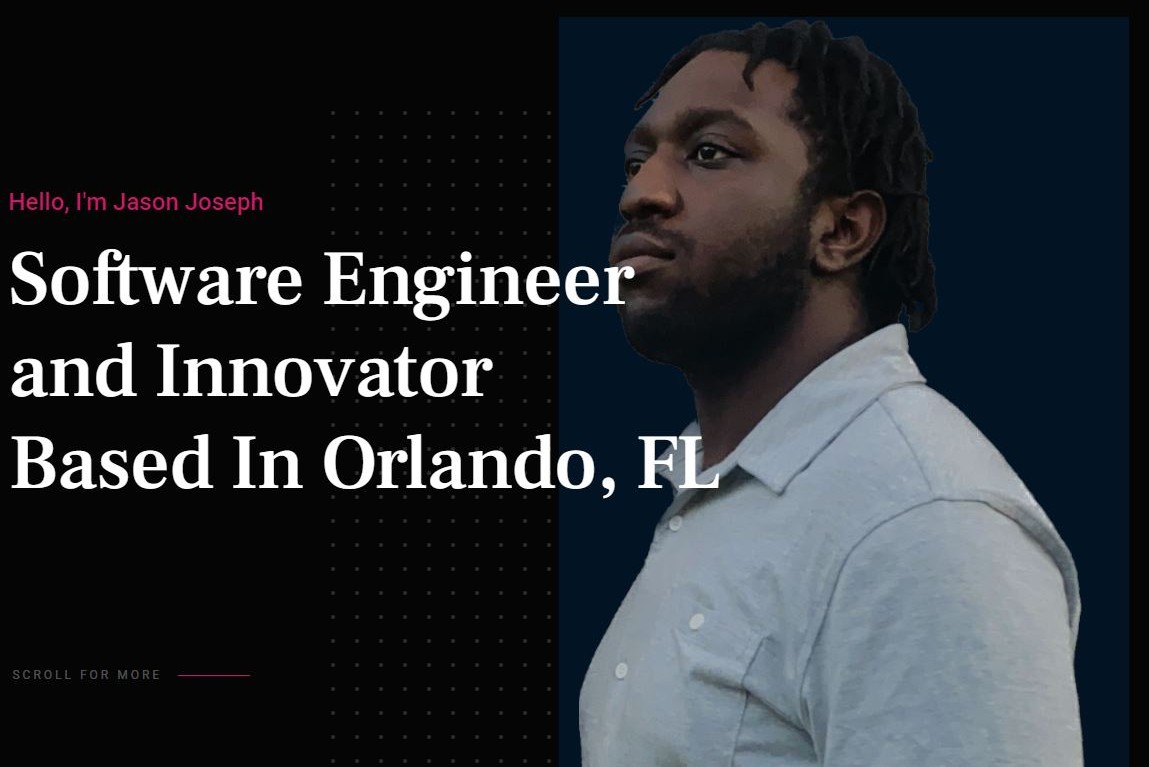 Hello, I'm Jason Joseph
Software Engineer
and Innovator
Based In Orlando, FL
SCROLL FOR MORE